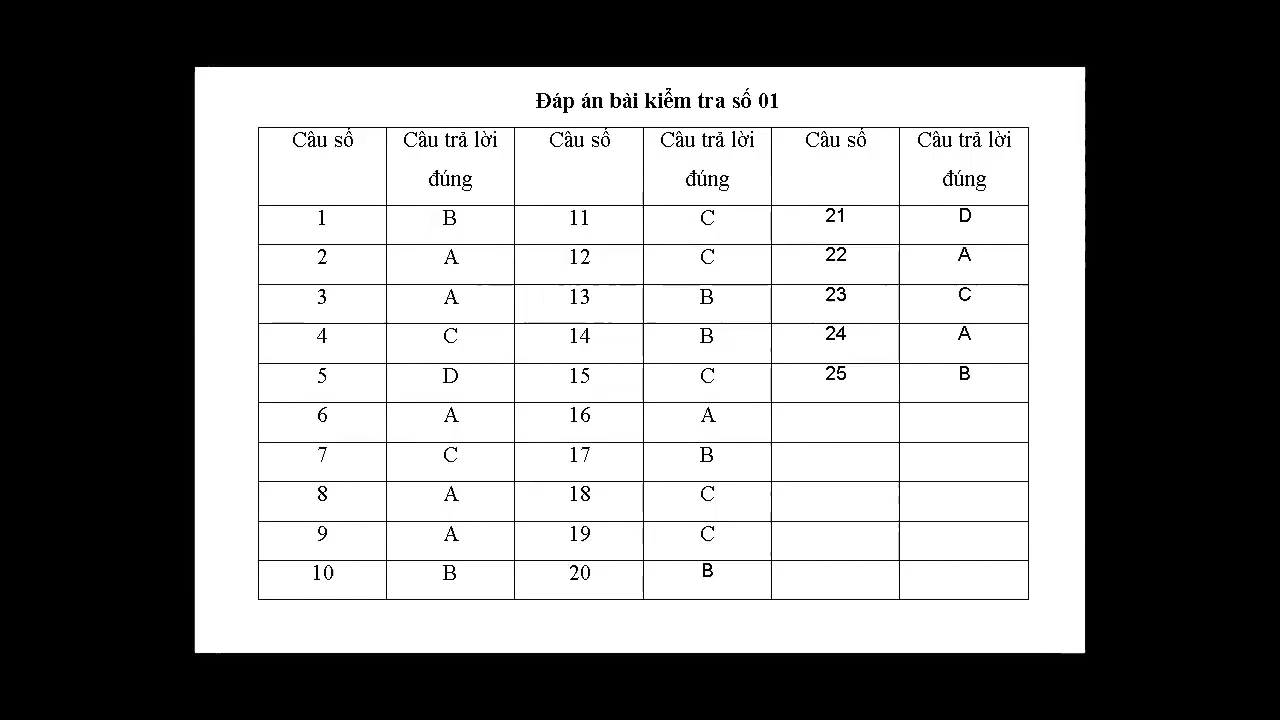 Đáp án bài kiểm tra số 01
Câu số Câu trả lời đúng Câu số Câu trả lời đúng Câu số Câu trả lời đúng
1 B 11 C 21 D
2 A 12 C 22 A
3 A 13 B 23 C
4 C 14 B 24 A
5 D 15 C 25 B
6 A 16 A
7 C 17 B
8 A 18 C
9 A 19 C
10 B 20 B